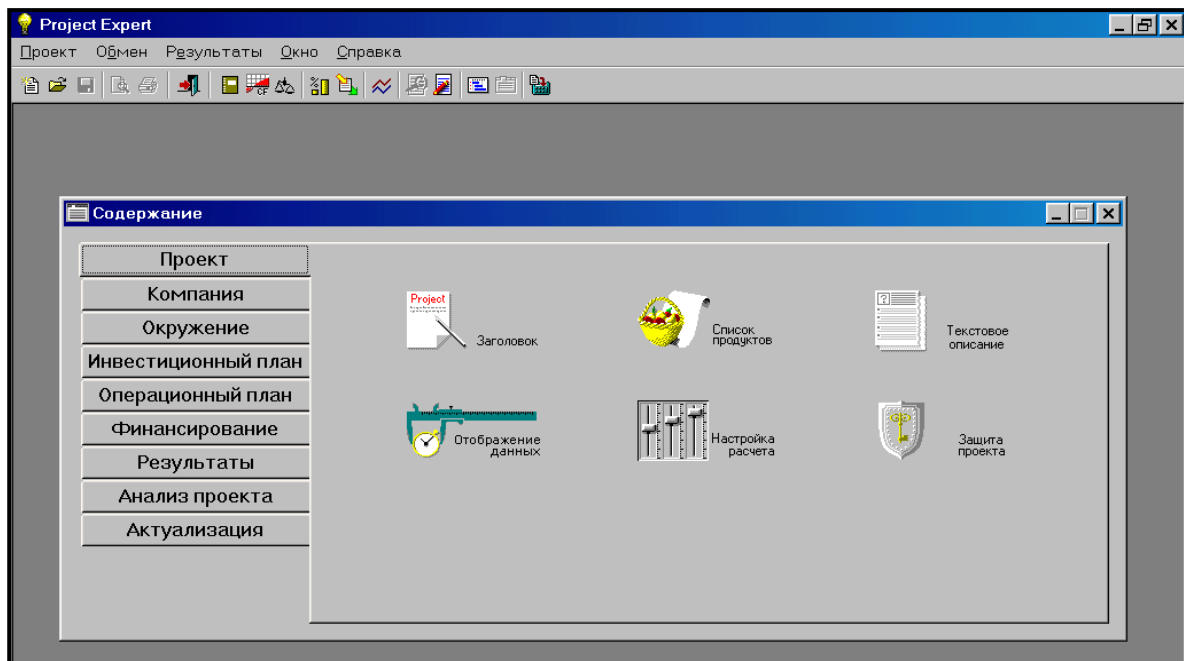 Project Expert
Проект Обмен Результаты Окно Справка
CF
Содержание
Проект
Компания
Окружение
Инвестиционный план
Операционный план
Финансирование
Результаты
Анализ проекта
Актуализация
Project
Заголовок
Список
продуктов
Текстовое
описание
Отображение
данных
Настройка
расчета
Защита
проекта